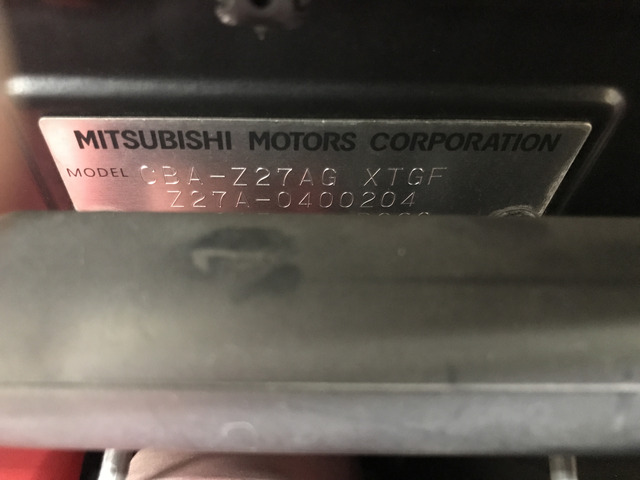 MITSUBISHI MOTORS CORPORATION
MODEL CBA-Z27AG XTGF
Z27A-0400204